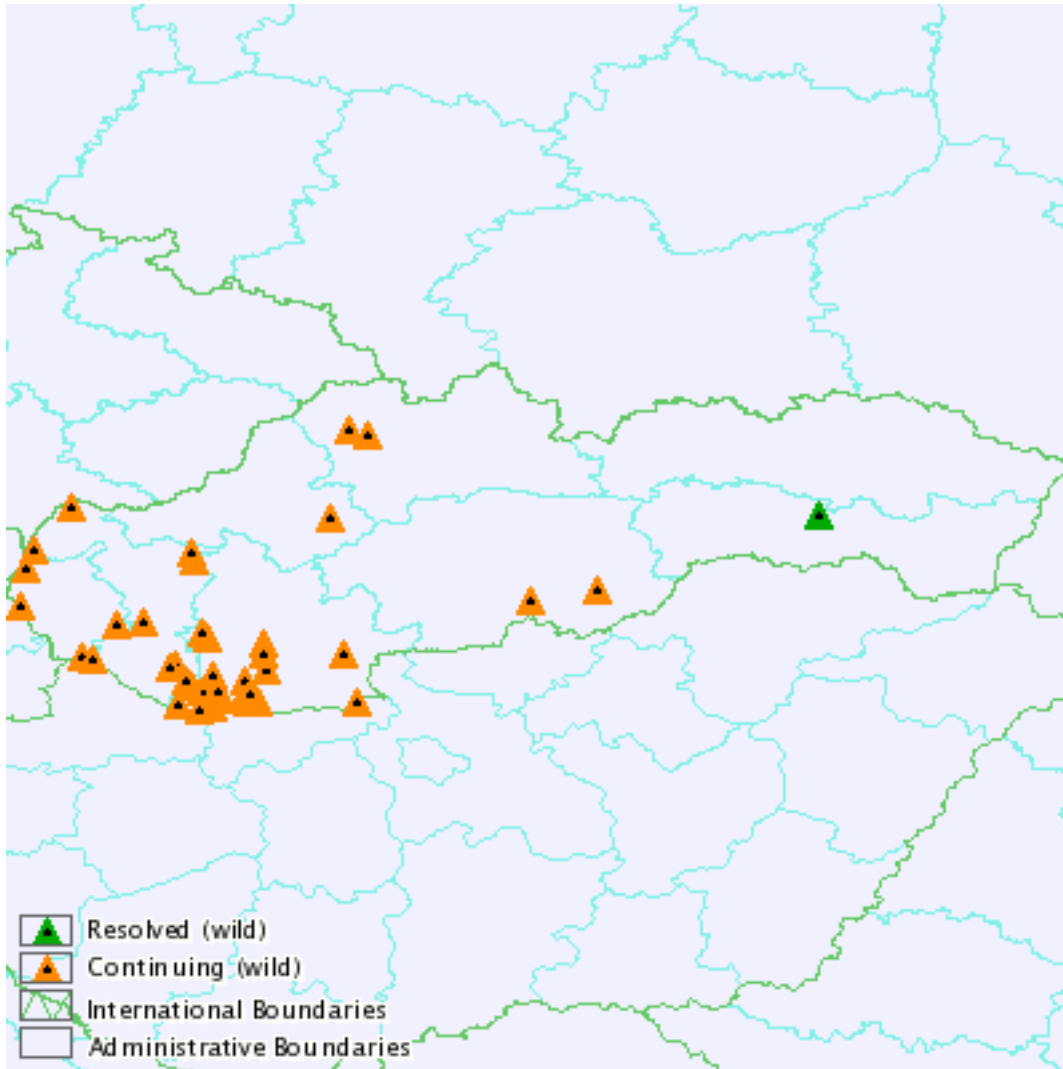 Resolved (wild)
Continuing (wild)
International Boundaries
Administrative Boundaries